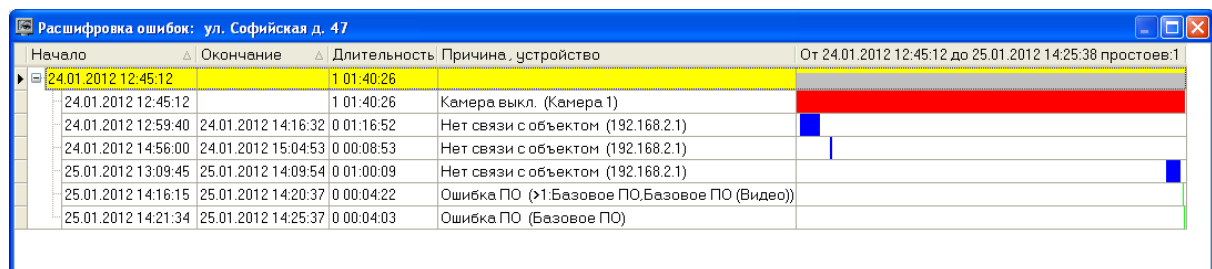 Расшифровка ошибок: ул. Софийская д. 47
Начало Окончание Длительность Причина, устройство От 24.01.2012 12:45:12 до 25.01.2012 14:25:38 простоев:1
24.01.2012 12:45:12 1 01:40:26
24.01.2012 12:45:12 1 01:40:26 Камера выкл. (Камера 1)
24.01.2012 12:59:40 24.01.2012 14:16:32 0 01:16:52 Нет связи с объектом (192.168.2.1)
24.01.2012 14:56:00 24.01.2012 15:04:53 0 00:08:53 Нет связи с объектом (192.168.2.1)
25.01.2012 13:09:45 25.01.2012 14:09:54 0 01:00:09 Нет связи с объектом (192.168.2.1)
25.01.2012 14:16:15 25.01.2012 14:20:37 0 00:04:22 Ошибка ПО (>1:Базовое ПО,Базовое ПО (Видео))
25.01.2012 14:21:34 25.01.2012 14:25:37 0 00:04:03 Ошибка ПО (Базовое ПО)